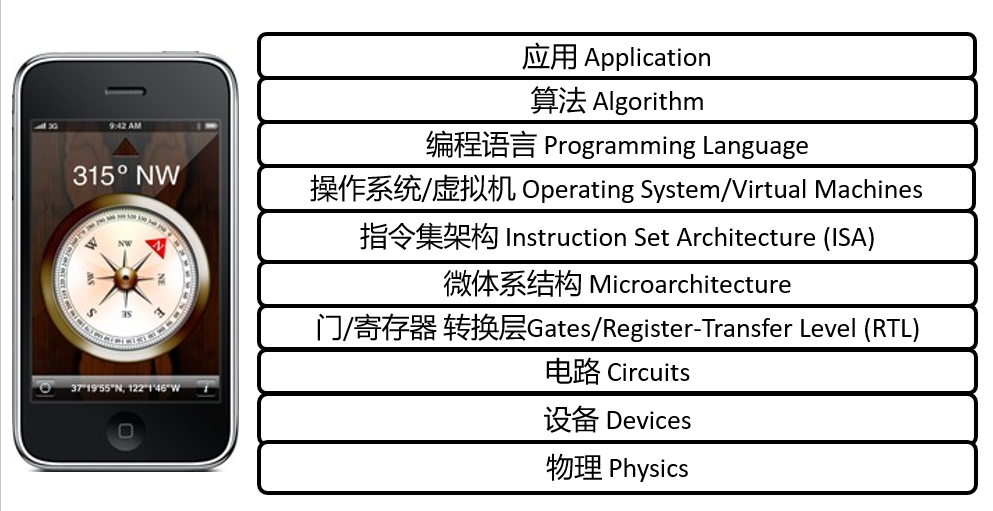 3G
9:42 AM
315° NW
NW
N
NE
E
SE
S
SW
W
37°19'55"N, 122°1'46"W
i
应用 Application
算法 Algorithm
编程语言 Programming Language
操作系统/虚拟机 Operating System/Virtual Machines
指令集架构 Instruction Set Architecture (ISA)
微体系结构 Microarchitecture
门/寄存器 转换层Gates/Register-Transfer Level (RTL)
电路 Circuits
设备 Devices
物理 Physics